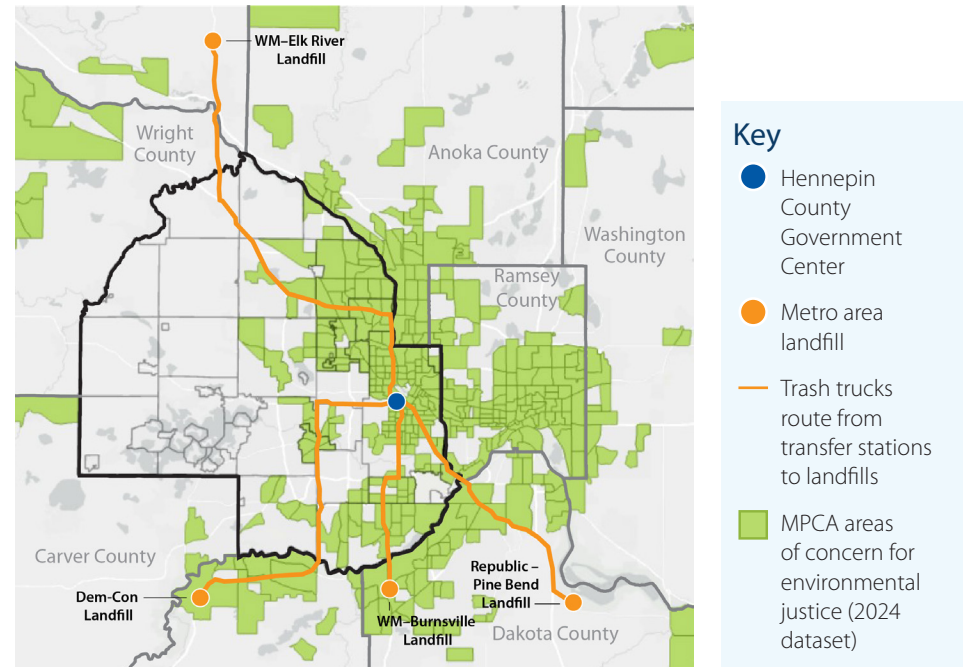 WM–Elk River
Landfill
Wright
County
Anoka County
Washington
County
Ramsey
County
Carver County
Dem-Con
Landfill
WM–Burnsville
Landfill
Republic –
Pine Bend
Landfill
Dakota County
Key
Hennepin
County
Government
Center
Metro area
landfill
Trash trucks
route from
transfer stations
to landfills
MPCA areas
of concern for
environmental
justice (2024
dataset)